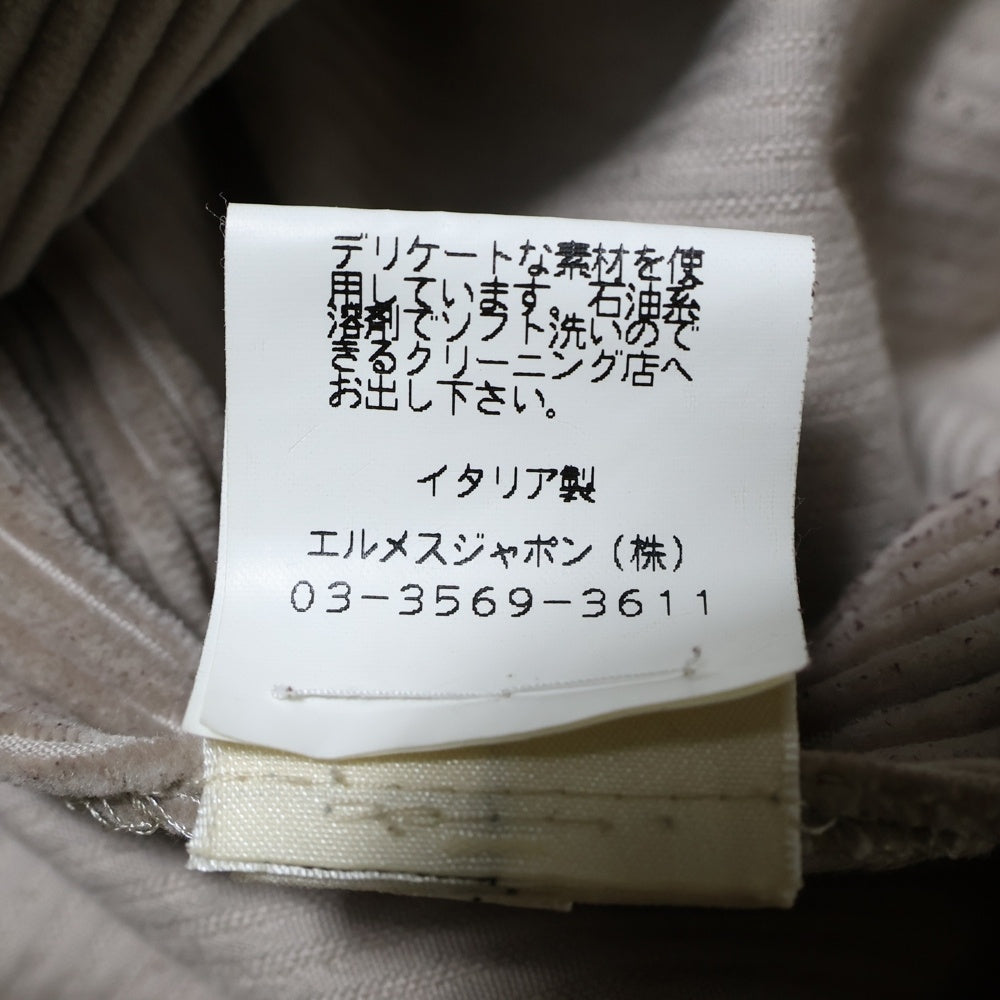 デリケートな素材を使
用しています。石油系
溶剤でソフト洗いので
きるクリーニング店へ
お出し下さい。
イタリア製
エルメスジャポン（株）
03-3569-3611